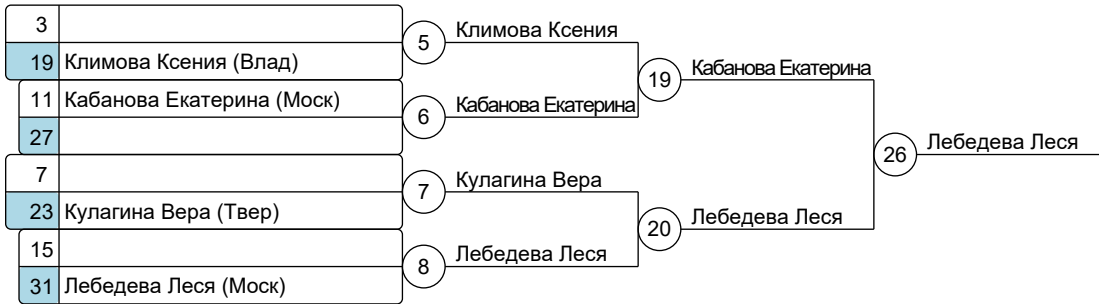 3
5
Климова Ксения
19 Климова Ксения (Влад)
19
Кабанова Екатерина
11 Кабанова Екатерина (Моск)
6
Кабанова Екатерина
27
26
Лебедева Леся
7
7
Кулагина Вера
23 Кулагина Вера (Твер)
20
Лебедева Леся
15
8
Лебедева Леся
31 Лебедева Леся (Моск)